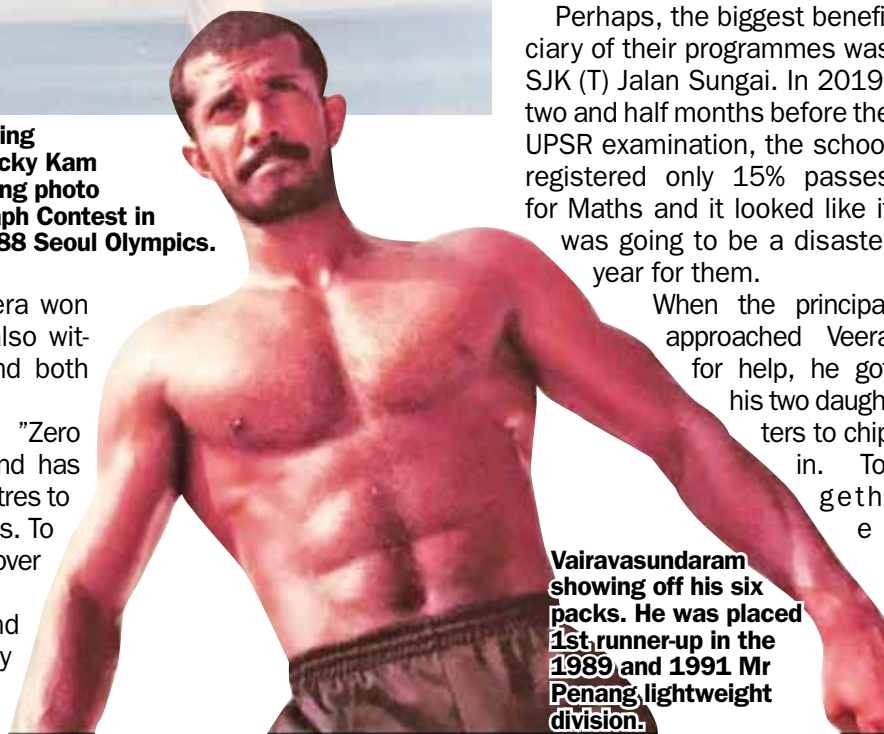 ing
cky Kam
ng photo
ph Contest in
88 Seoul Olympics.
era won
also wit-
nd both
”Zero
nd has
tres to
s. To
over
nd
y
Perhaps, the biggest benefi
ciary of their programmes was
SJK (T) Jalan Sungai. In 2019
two and half months before the
UPSR examination, the schoo
registered only 15% passes
for Maths and it looked like i
was going to be a disaste
year for them.
When the principa
approached Veera
for help, he got
his two daugh
ters to chip
in. To
geth
e
Vairavasundaram
showing off his six
packs. He was placed
1st runner-up in the
1989 and 1991 Mr
Penang lightweight
division.